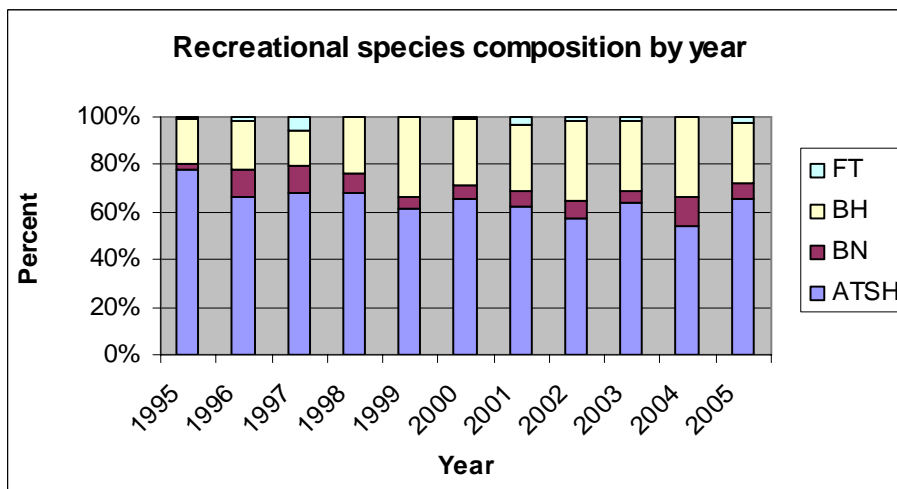 Recreational species composition by year
100%
80%
60%
40%
20%
0%
Percent
1995
1996
1997
1998
1999
2000
2001
2002
2003
2004
2005
Year
FT
BH
BN
ATSH